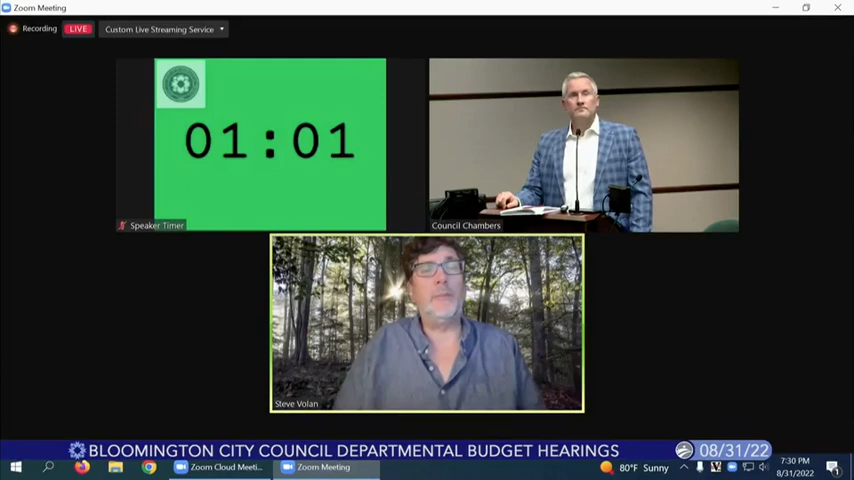 Zoom Meeting
Recording
LIVE
Custom Live Streaming Service
01:01
Speaker Timer
Council Chambers
Steve Volan
BLOOMINGTON CITY COUNCIL DEPARTMENTAL BUDGET HEARINGS
08/31/22
Zoom Cloud Meeti...
Zoom Meeting
80°F Sunny
7:30 PM
8/31/2022